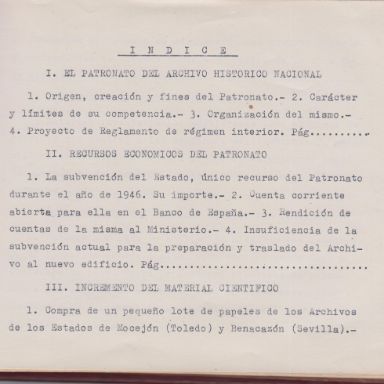 I N D I C E
I. EL PATRONATO DEL ARCHIVO HISTORICO NACIONAL
1. Origen, creación y fines del Patronato.- 2. Carácter
y límites de su competencia.- 3. Organización del mismo.-
4. Proyecto de Reglamento de régimen interior. Pág..........
II. RECURSOS ECONOMICOS DEL PATRONATO
1. La subvención del Estado, único recurso del Patronato
durante el año de 1946. Su importe.- 2. Cuenta corriente
abierta para ella en el Banco de España.- 3. Rendición de
cuentas de la misma al Ministerio.- 4. Insuficiencia de la
subvención actual para la preparación y traslado del Archi-
vo al nuevo edificio. Pág...................................
III. INCREMENTO DEL MATERIAL CIENTIFICO
1. Compra de un pequeño lote de papeles de los Archivos
de los Estados de Mocejón (Toledo) y Benacazón (Sevilla).-